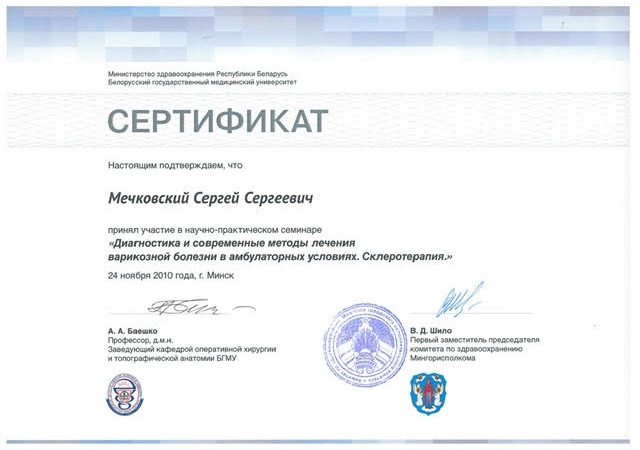 Министерство здравоохранения Республики Беларусь
Белорусский государственный медицинский университет
СЕРТИФИКАТ
Настоящим подтверждаем, что
Мечковский Сергей Сергеевич
принял участие в научно-практическом семинаре
«Диагностика и современные методы лечения
варикозной болезни в амбулаторных условиях. Склеротерапия.»
24 ноября 2010 года, г. Минск
А. А. Баешко
Профессор, д.м.н.
Заведующий кафедрой оперативной хирургии
и топографической анатомии БГМУ
В. Д. Шило
Первый заместитель председателя
комитета по здравоохранению
Мингорисполкома